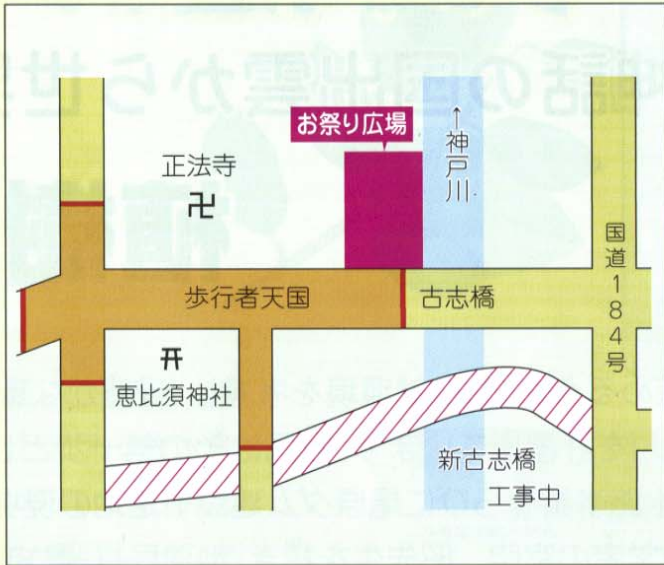 お祭り広場
↑神戸川
正法寺
卍
国道184号
歩行者天国
古志橋
恵比須神社
新古志橋
工事中